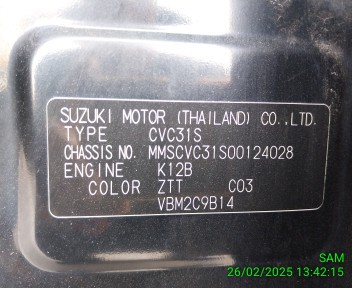 SUZUKI MOTOR (THAILAND) CO.,LTD.
TYPE CVC31S
CHASSIS NO. MMSCVC31S00124028
ENGINE K12B
COLOR ZTT C03
VBM2C9B14
SAM
26/02/2025 13:42:15